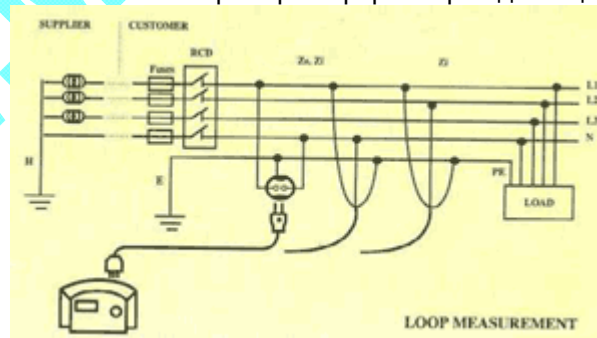 SUPPLIER
CUSTOMER
RCD
Fuses
Zs, Zi
Zi
L1
L2
L3
N
H
E
PE
LOAD
LOOP MEASUREMENT